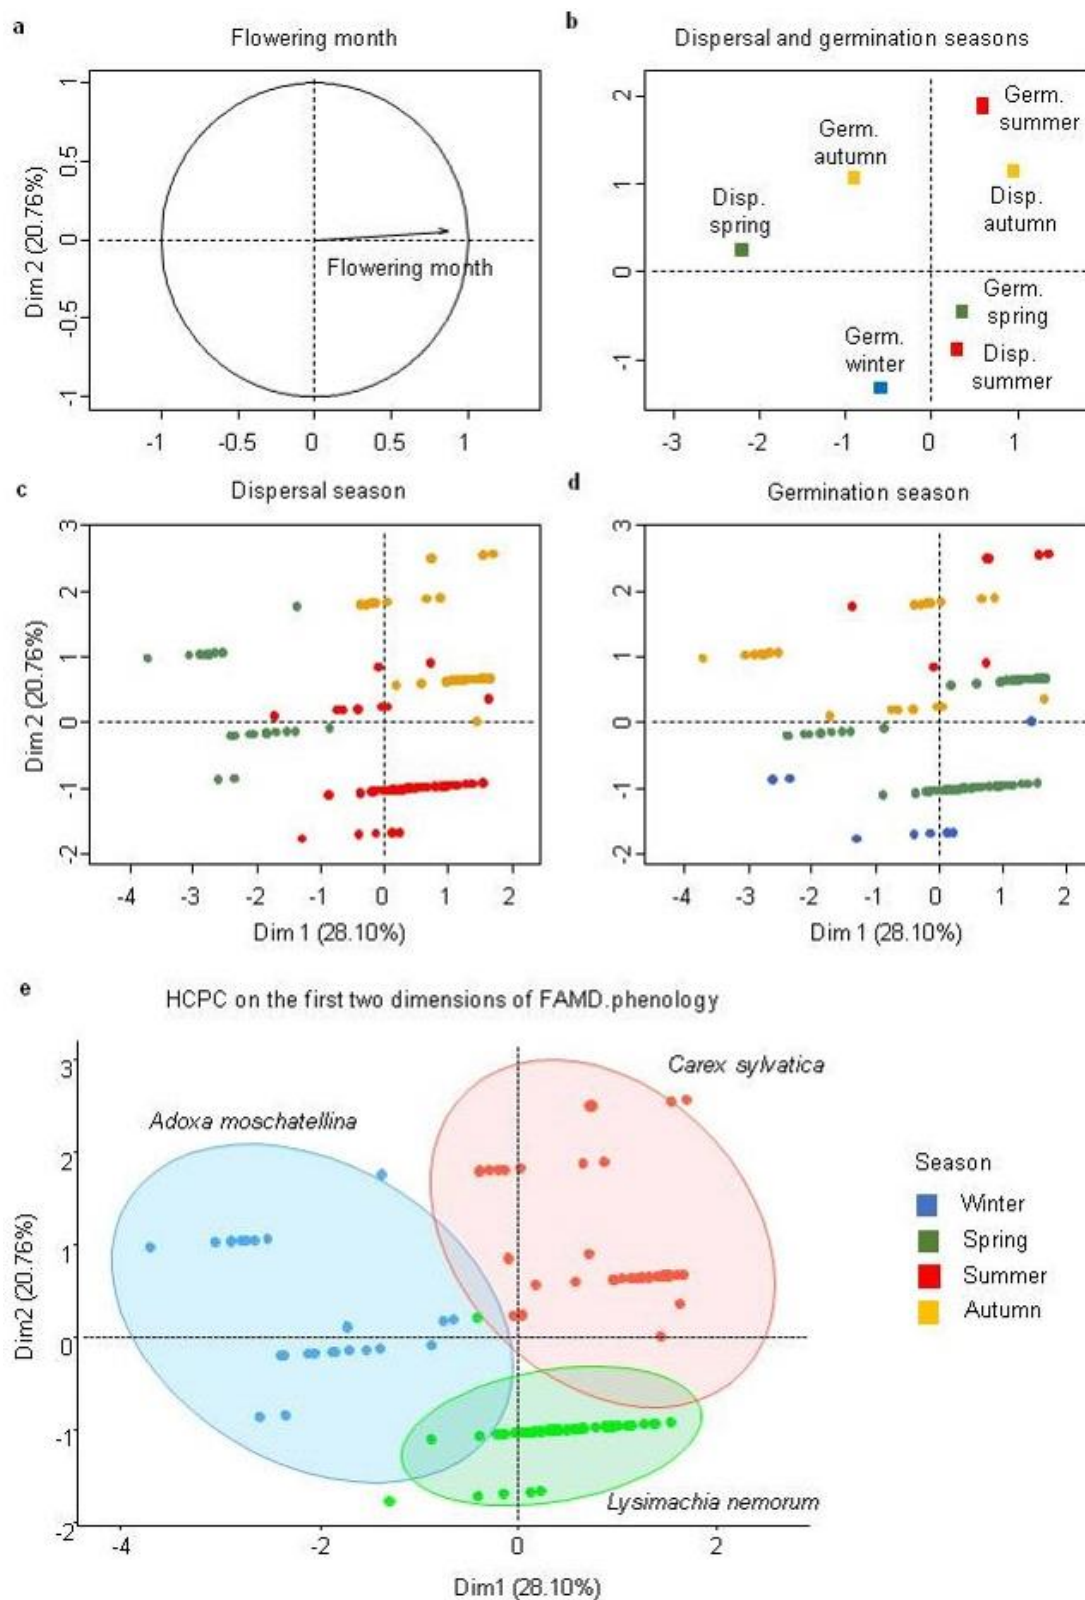 a
Flowering month
Dim 2 (20.76%)
1
0.5
0
-0.5
-1
Flowering month
-1 -0.5 0 0.5 1
b
Dispersal and germination seasons
2
1
0
-1
Germ.
summer
Germ.
autumn
Disp.
autumn
Disp.
spring
Germ.
spring
Germ.
winter
Disp.
summer
-3 -2 -1 0 1
c
Dispersal season
Dim 2 (20.76%)
3
2
1
0
-1
-2
-4 -3 -2 -1 0 1 2
Dim 1 (28.10%)
d
Germination season
3
2
1
0
-1
-2
-4 -3 -2 -1 0 1 2
Dim 1 (28.10%)
e
HCPC on the first two dimensions of FAMD.phenology
Dim2 (20.76%)
3
2
1
0
-1
-2
Carex sylvatica
Adoxa moschatellina
Lysimachia nemorum
-4 -2 0 2
Dim1 (28.10%)
Season
Winter
Spring
Summer
Autumn